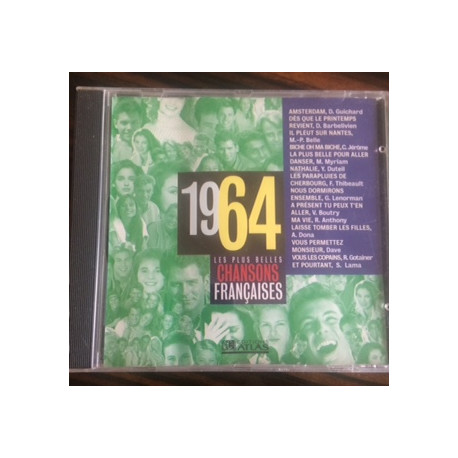 AMSTERDAM, D. Guichard
DÈS QUE LE PRINTEMPS
REVIENT, D. Barbelivien
IL PLEUT SUR NANTES,
M.-P. Belle
BICHE OH MA BICHE, C. Jérôme
LA PLUS BELLE POUR ALLER
DANSER, M. Myriam
NATHALIE, Y. Duteil
LES PARAPLUIES DE
CHERBOURG, F. Thibeault
NOUS DORMIRONS
ENSEMBLE, G. Lenorman
A PRÉSENT TU PEUX T'EN
ALLER, V. Boutry
MA VIE, R. Anthony
LAISSE TOMBER LES FILLES,
A. Dona
VOUS PERMETTEZ
MONSIEUR, Dave
VOUS LES COPAINS, R. Gotainer
ET POURTANT, S. Lama
1964
LES PLUS BELLES
CHANSONS
FRANÇAISES
ATLAS